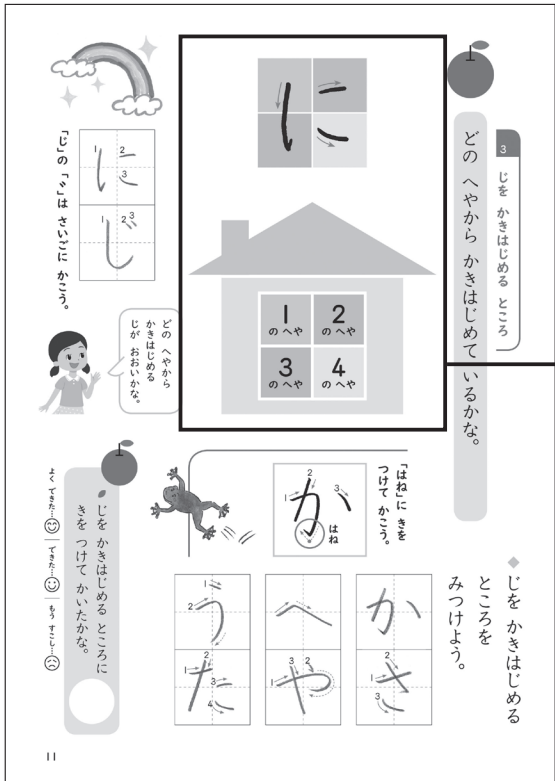 3
じを かきはじめる ところ
どの へやから かきはじめて いるかな。
に
1
のへや
2
のへや
3
のへや
4
のへや
にじ
「じ」の 「〃」は さいごに かこう。
どの へやから
かきはじめる
じが おおいかな。
◆じを かきはじめる
ところを
みつけよう。
「はね」に きを
つけて かこう。
か
はね
かさ
へや
うた
じを かきはじめる ところに
きを つけて かいたかな。
よく できた…
できた…
もう すこし…
11